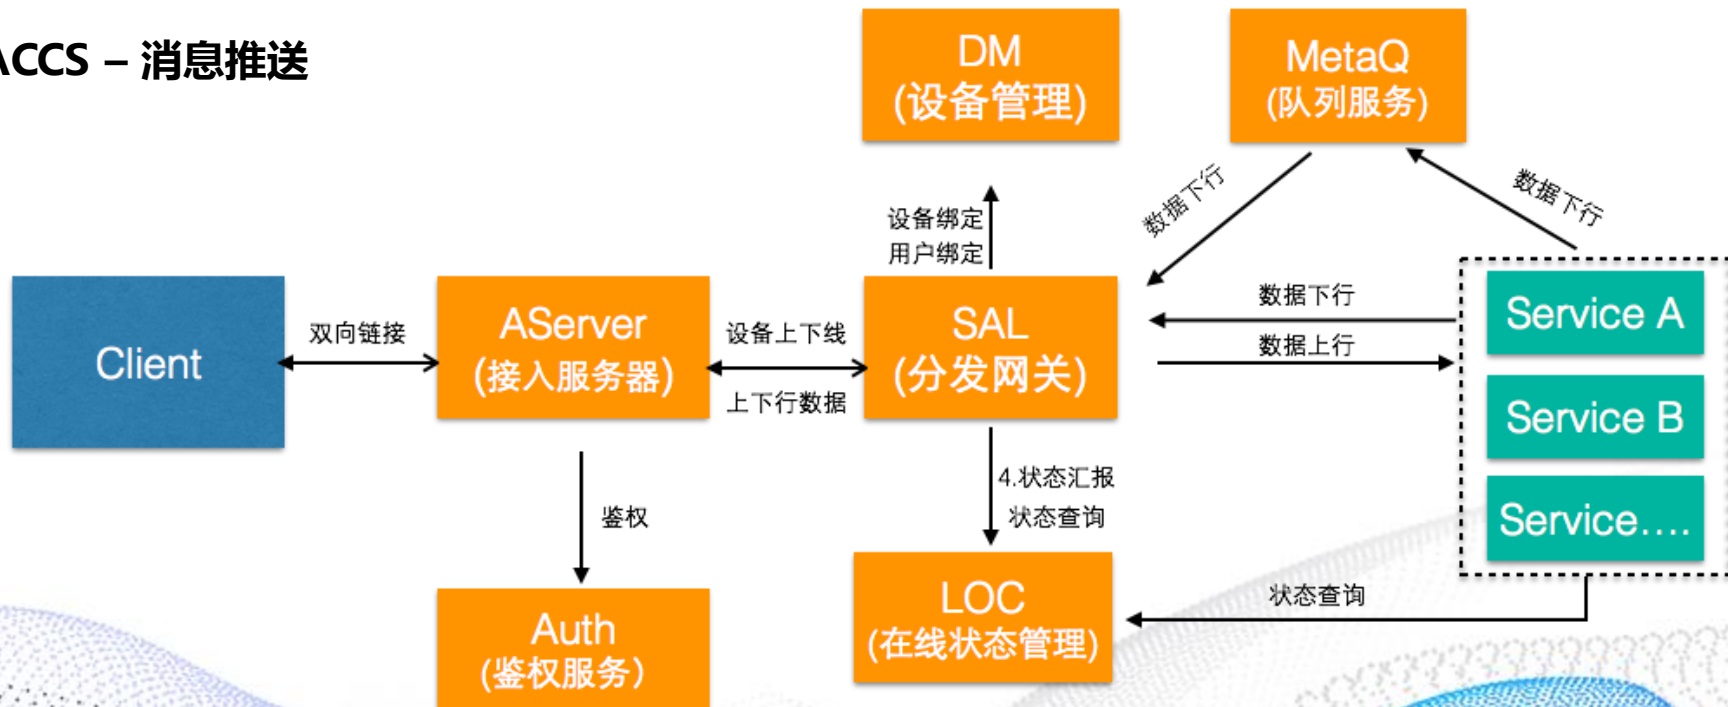 ACCS – 消息推送
DM
(设备管理)
MetaQ
(队列服务)
数据下行
数据下行
设备绑定
用户绑定
Client
双向链接
AServer
(接入服务器)
设备上下线
上下行数据
SAL
(分发网关)
数据下行
数据上行
Service A
Service B
Service....
鉴权
4.状态汇报
状态查询
Auth
(鉴权服务)
LOC
(在线状态管理)
状态查询